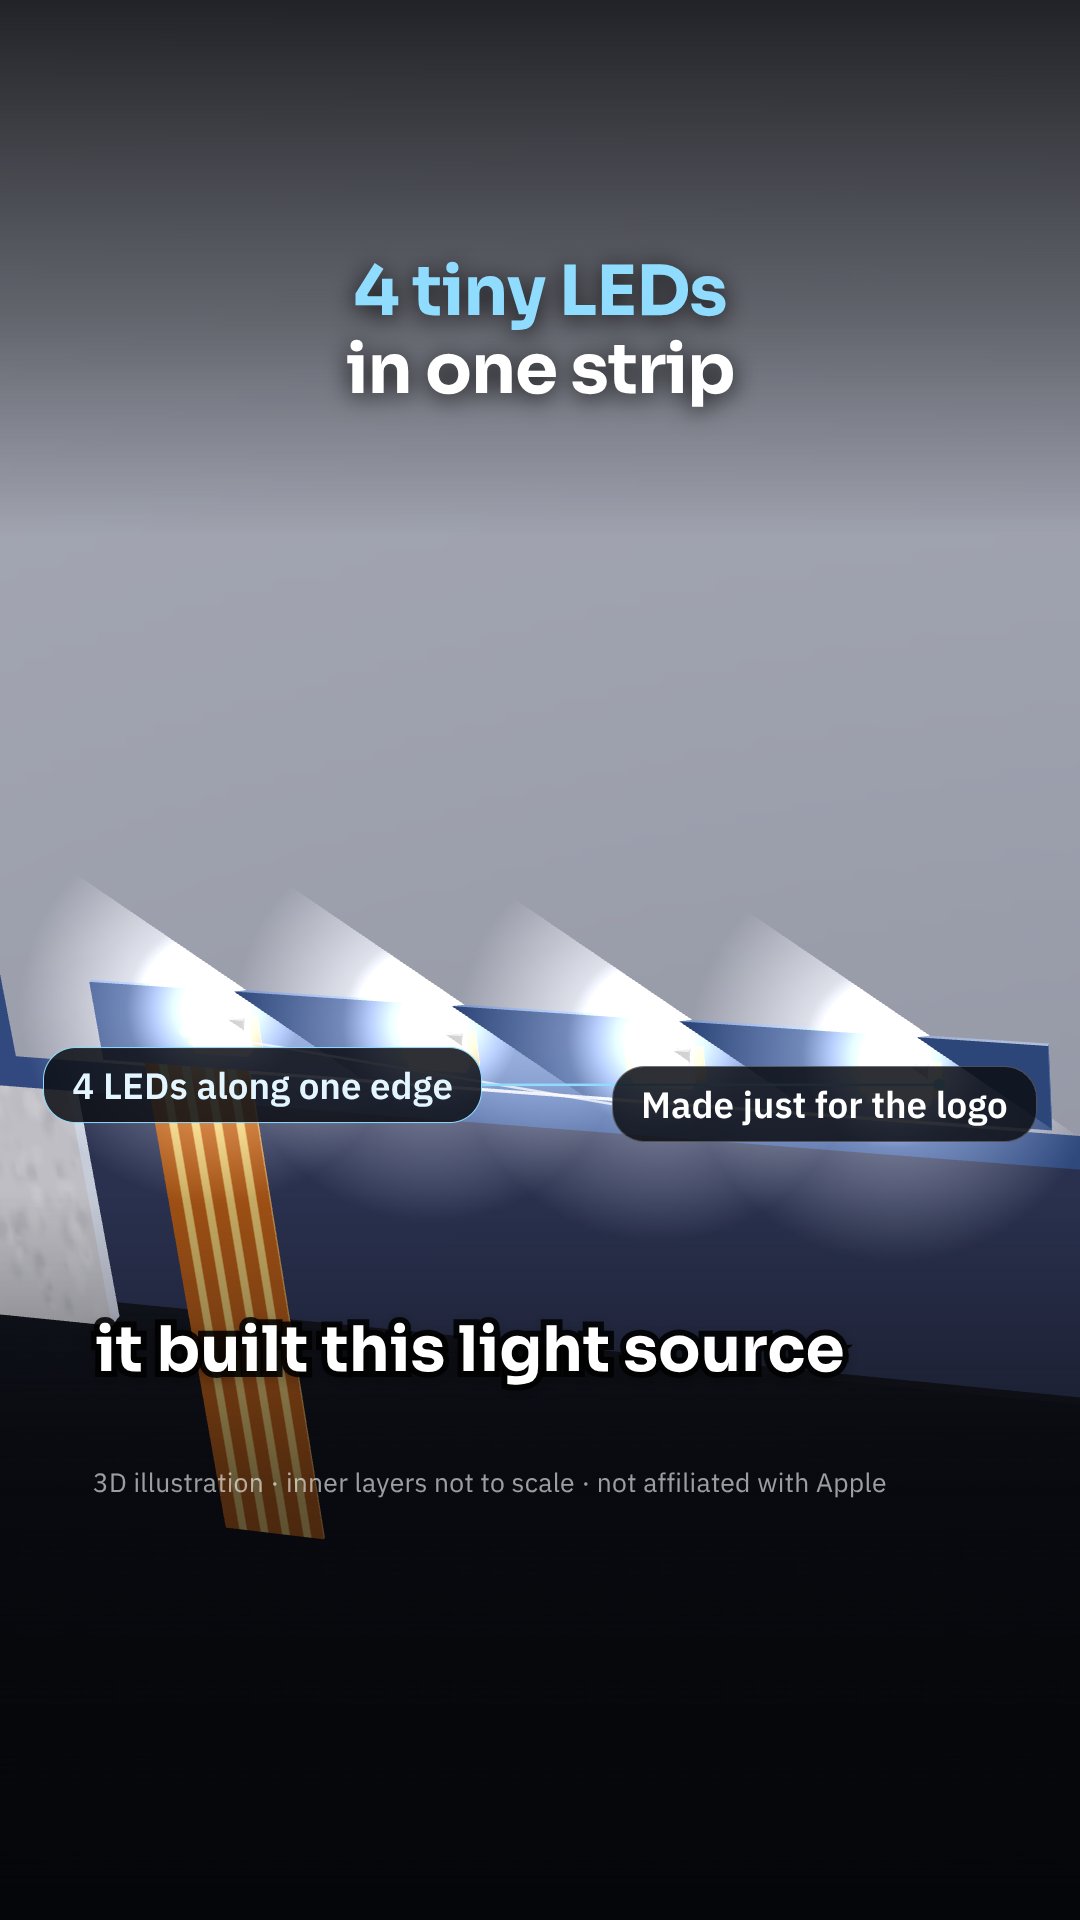 4 tiny LEDs
in one strip
4 LEDs along one edge
Made just for the logo
it built this light source
3D illustration · inner layers not to scale · not affiliated with Apple